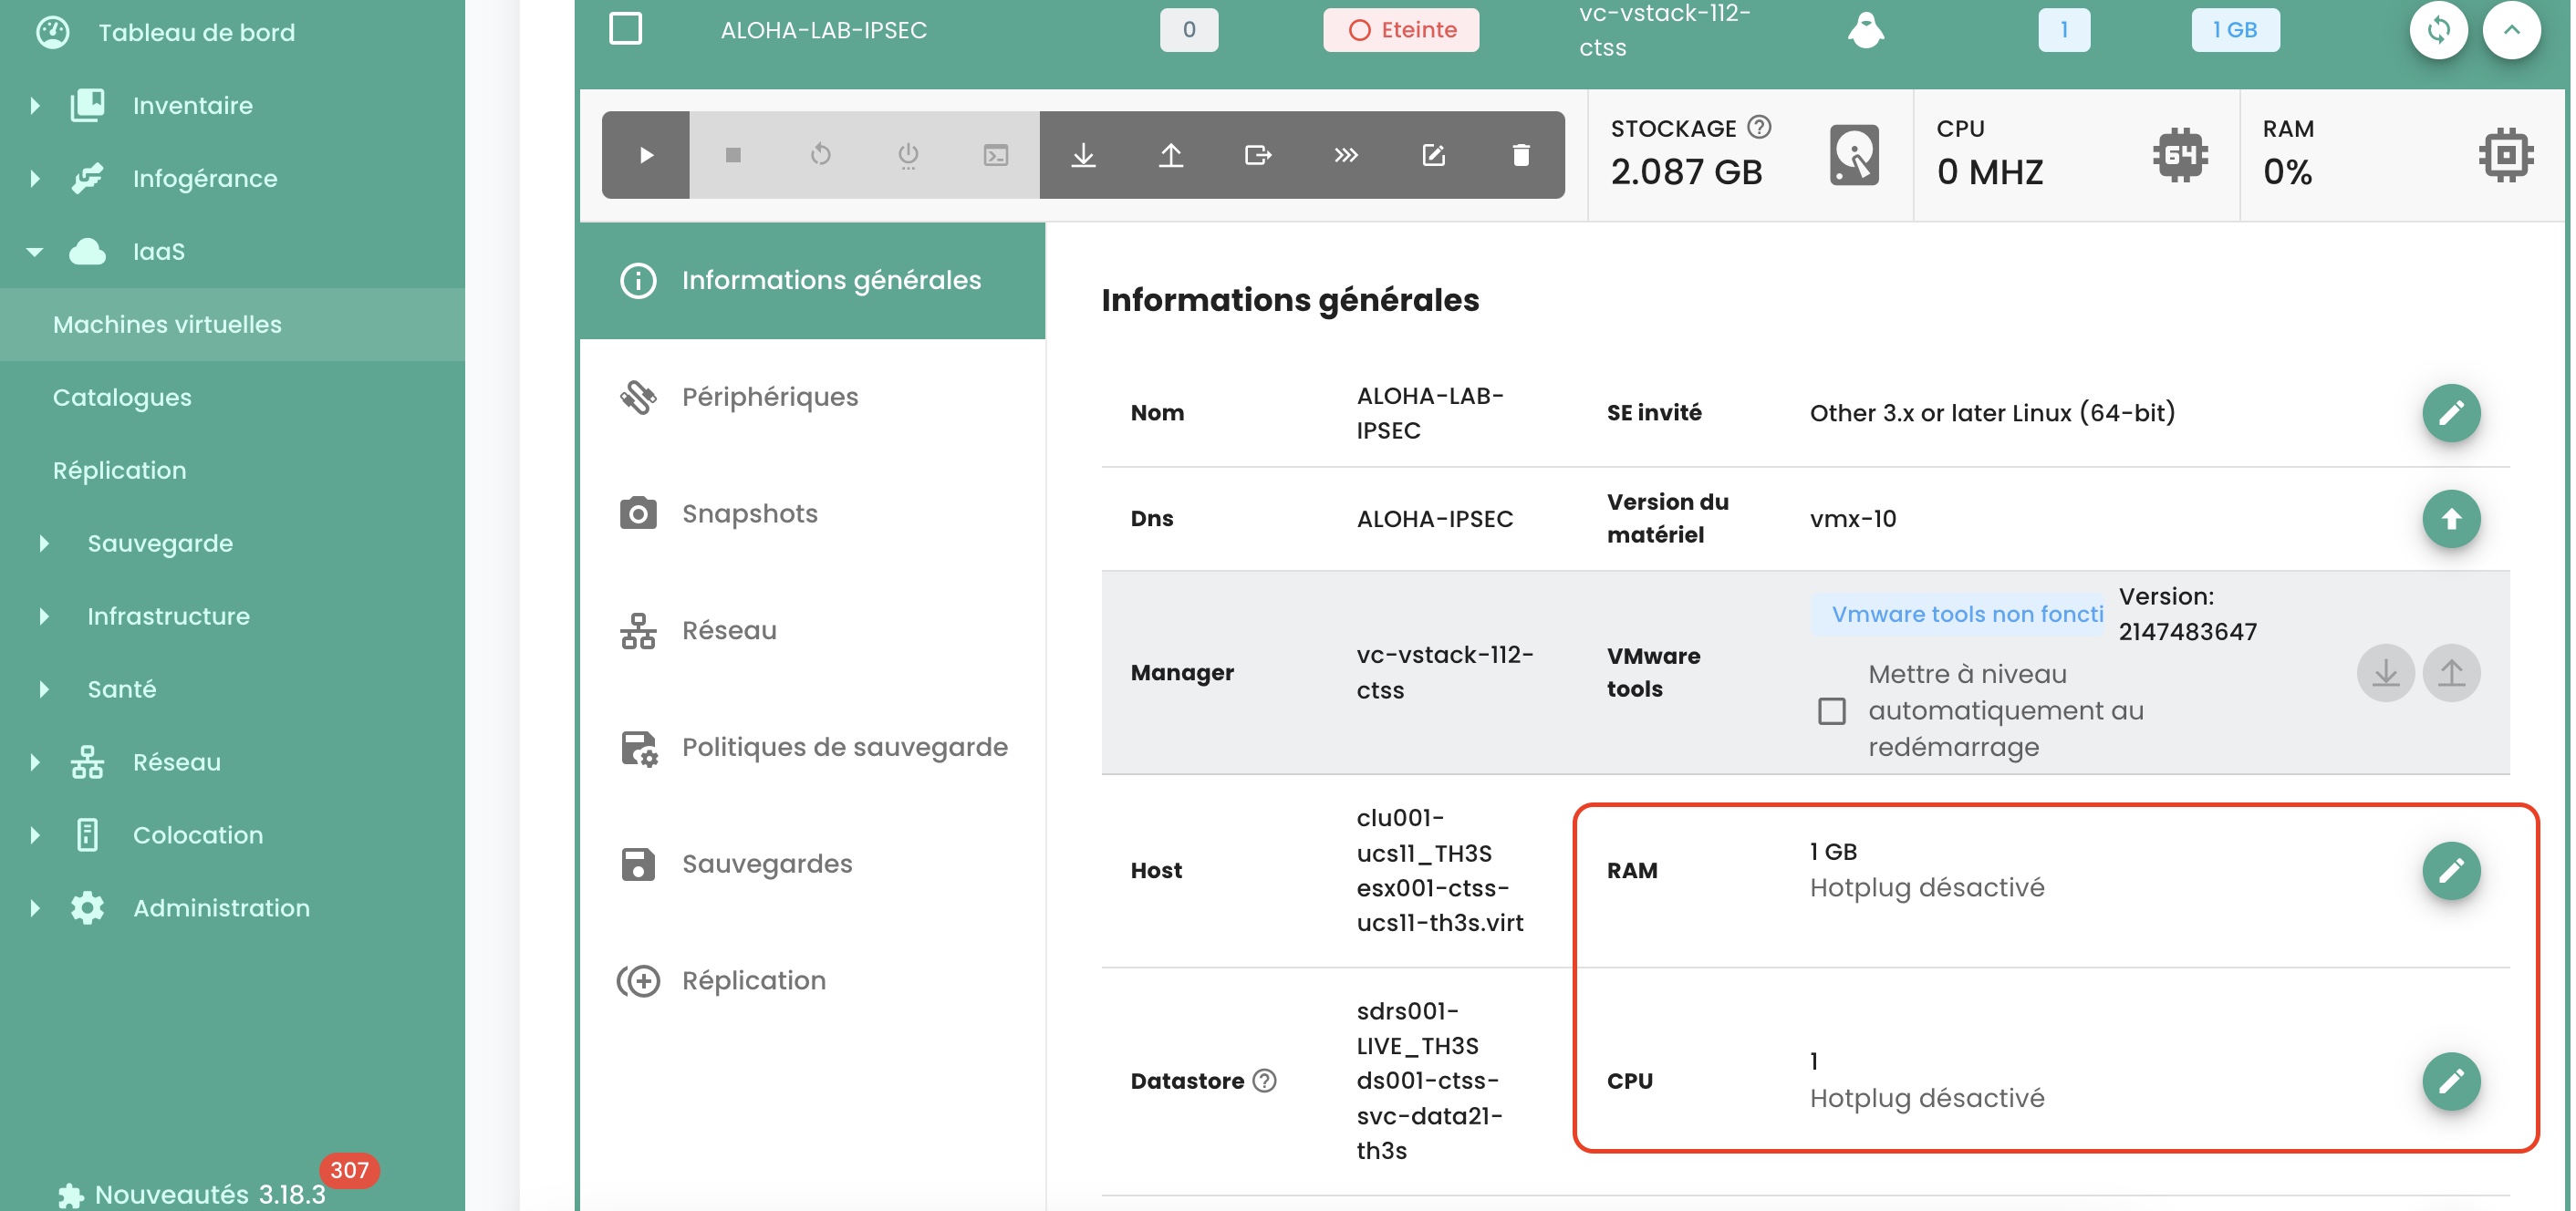 Tableau de bord
Inventaire
Infogérance
IaaS
Machines virtuelles
Catalogues
Réplication
Sauvegarde
Infrastructure
Santé
Réseau
Colocation
Administration
307
Nouveautés 3.18.3
ALOHA-LAB-IPSEC
0
Eteinte
vc-vstack-112-
ctss
1
1 GB
STOCKAGE
2.087 GB
CPU
0 MHZ
64
RAM
0%
Informations générales
Périphériques
Snapshots
Réseau
Politiques de sauvegarde
Sauvegardes
Réplication
Informations générales
Nom
ALOHA-LAB-
IPSEC
SE invité
Other 3.x or later Linux (64-bit)
Dns
ALOHA-IPSEC
Version du
matériel
vmx-10
Manager
vc-vstack-112-
ctss
VMware
tools
Vmware tools non foncti
Version:
2147483647
Mettre à niveau
automatiquement au
redémarrage
Host
clu001-
ucs11_TH3S
esx001-ctss-
ucs11-th3s.virt
RAM
1 GB
Hotplug désactivé
Datastore
sdrs001-
LIVE_TH3S
ds001-ctss-
svc-data21-
th3s
CPU
1
Hotplug désactivé